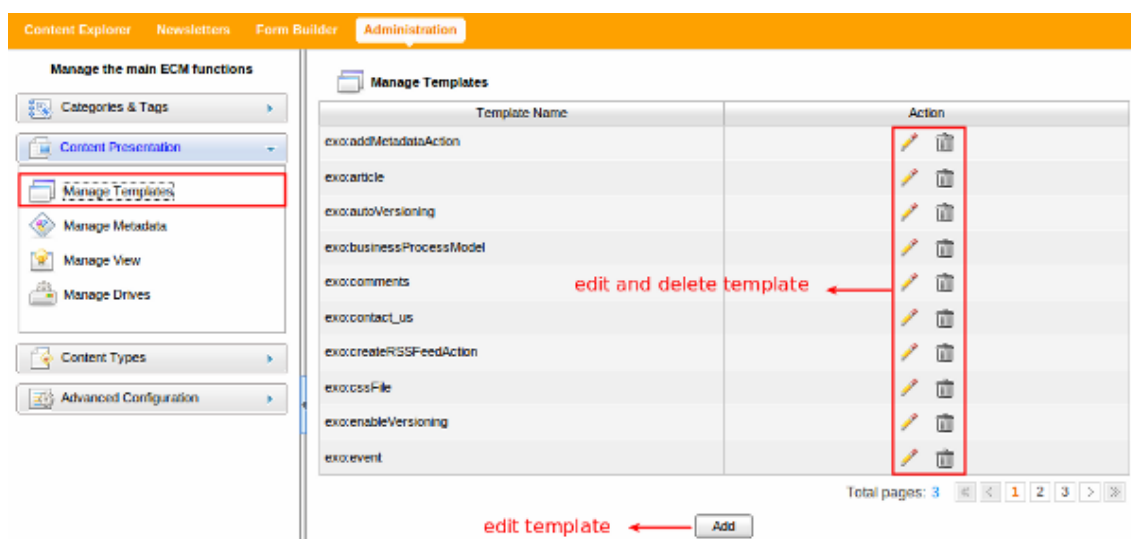 Content Explorer Newsletters Form Builder Administration
Manage the main ECM functions
Categories & Tags
Content Presentation
Manage Templates
Manage Metadata
Manage View
Manage Drives
Content Types
Advanced Configuration
Manage Templates
Template Name Action
exo:addMetadataAction
exo:article
exo:autoVersioning
exo:businessProcessModel
exo:comments
edit and delete template
exo:contact_us
exo:createRSSFeedAction
exo:cssFile
exo:enableVersioning
exo:event
Total pages: 3 « < 1 2 3 > »
edit template Add